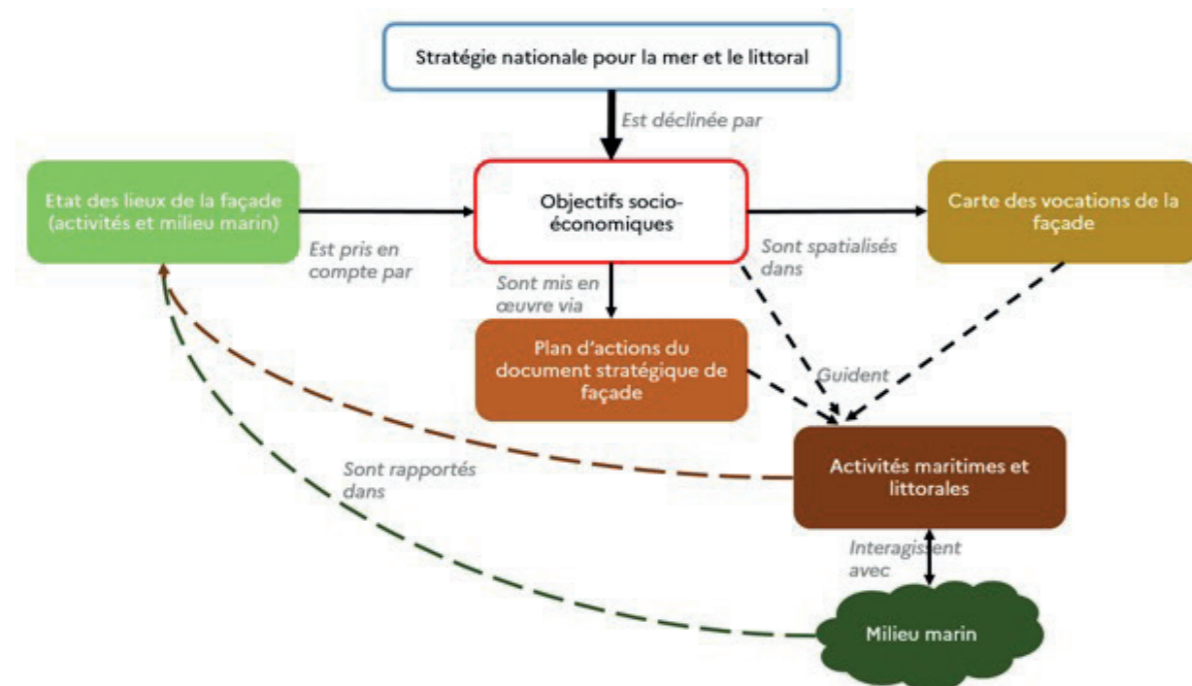 Stratégie nationale pour la mer et le littoral
Est déclinée par
Etat des lieux de la façade
(activités et milieu marin)
Objectifs socio-
économiques
Carte des vocations de la
façade
Est pris en
compte par
Sont spatialisés
dans
Sont mis en
œuvre via
Plan d'actions du
document stratégique de
façade
Guident
Sont rapportés
dans
Activités maritimes et
littorales
Interagissent
avec
Milieu marin